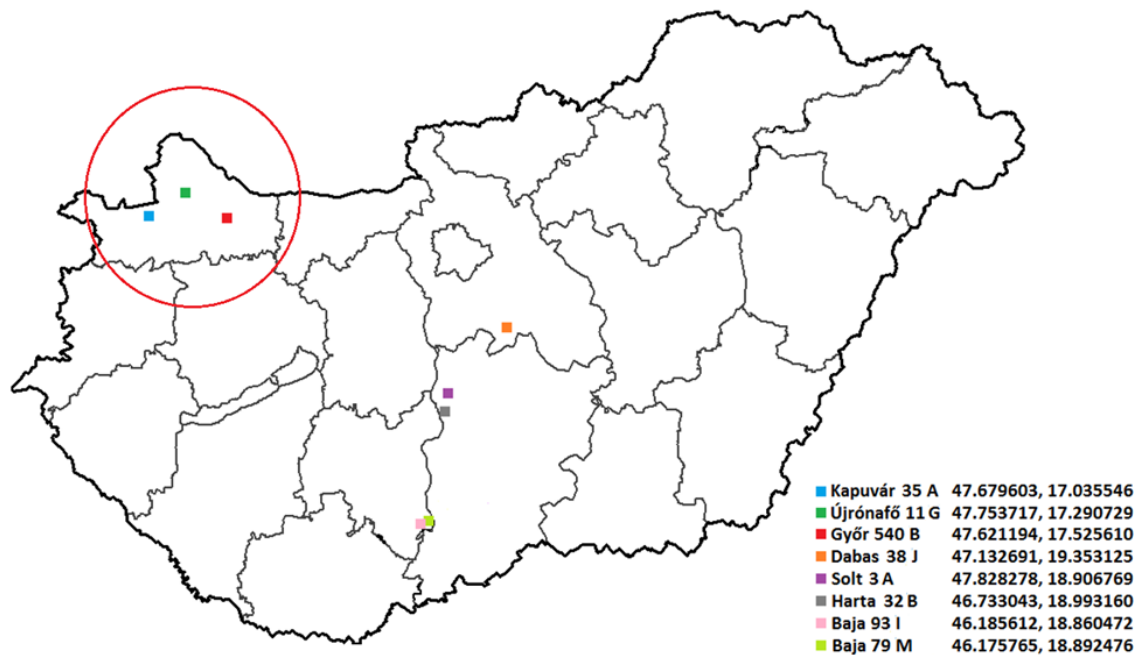 Kapuvár 35 A 47.679603, 17.035546
Újrónafő 11 G 47.753717, 17.290729
Győr 540 B 47.621194, 17.525610
Dabas 38 J 47.132691, 19.353125
Solt 3 A 47.828278, 18.906769
Harta 32 B 46.733043, 18.993160
Baja 93 I 46.185612, 18.860472
Baja 79 M 46.175765, 18.892476